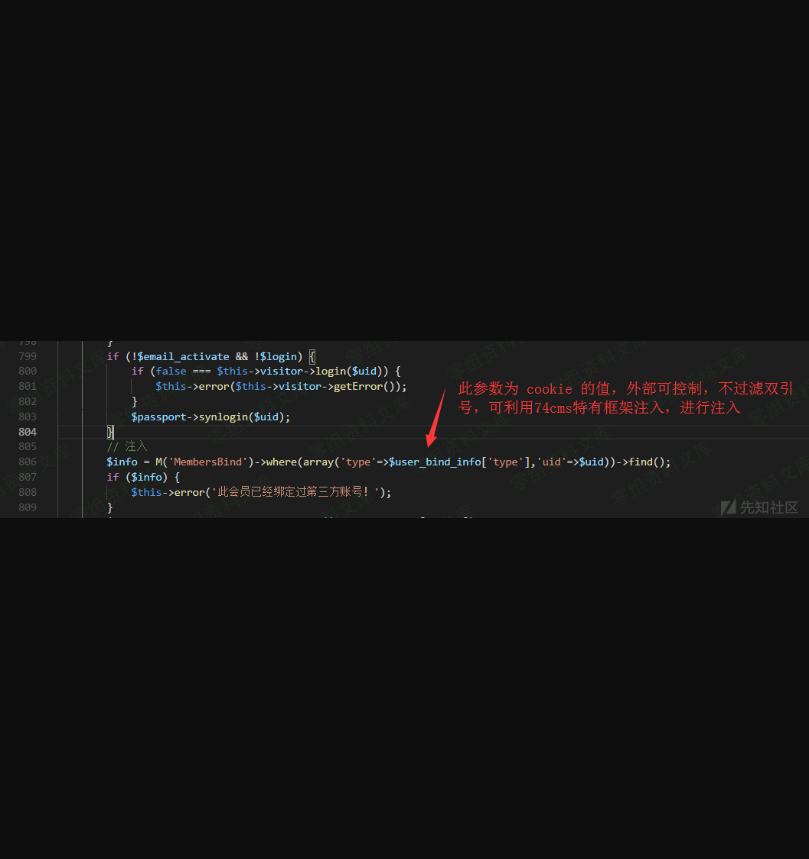 799 if (!$email_activate && !$login) {
800 if (false === $this->visitor->login($uid)) {
801 $this->error($this->visitor->getError());
802 }
803 $passport->synlogin($uid);
804 }
805 // 注入
806 $info = M('MembersBind')->where(array('type'=>$user_bind_info['type'],'uid'=>$uid))->find();
807 if ($info) {
808 $this->error('此会员已经绑定过第三方账号! ');
809 }
此参数为 cookie 的值，外部可控制，不过滤双引
号，可利用74cms特有框架注入，进行注入
先知社区